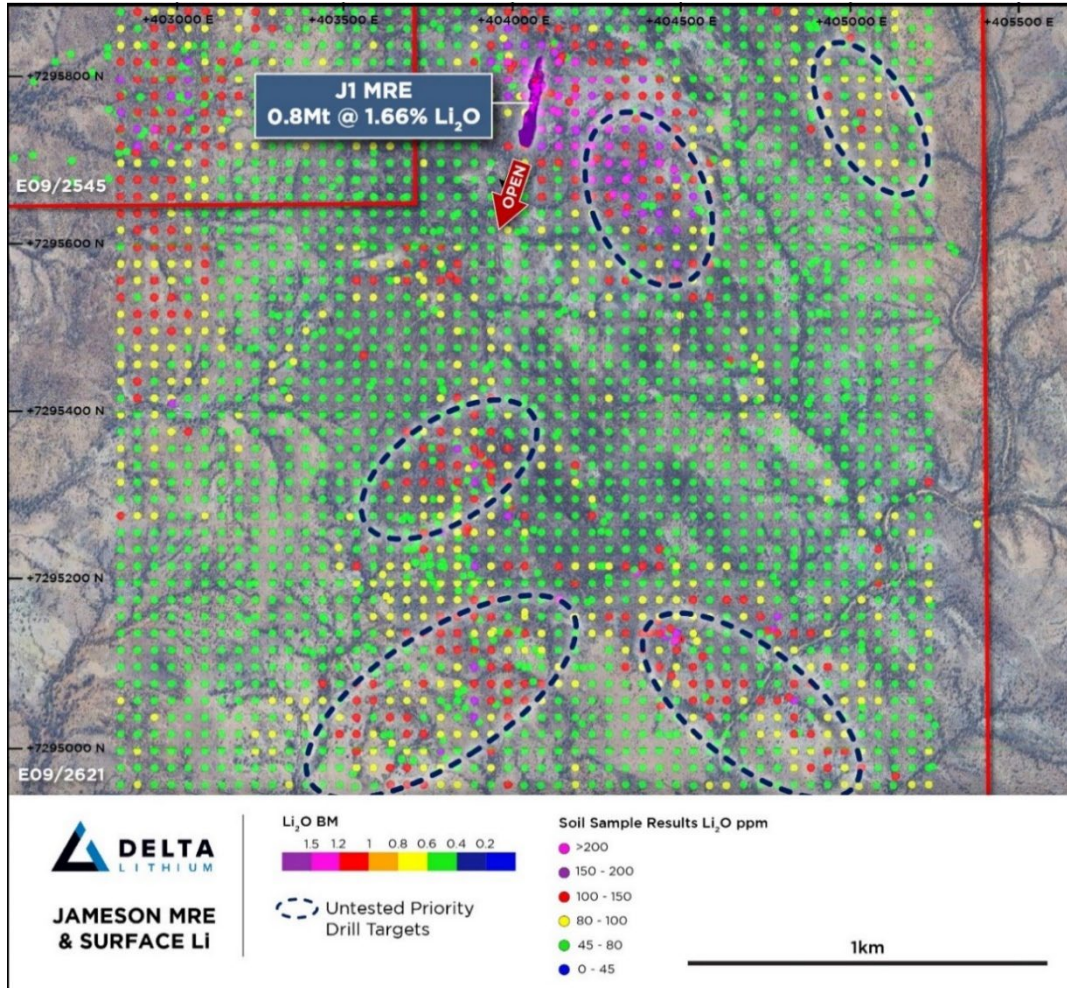 +403000 E
+403500 E
+404000 E
+404500 E
+405000 E
+405500 E
+7295800 N
J1 MRE
0.8Mt @ 1.66% Li₂O
OPEN
E09/2545
+7295600 N
+7295400 N
+7295200 N
+7295000 N
E09/2621
DELTA
LITHIUM
JAMESON MRE
& SURFACE Li
Li₂O BM
1.5 1.2 1 0.8 0.6 0.4 0.2
Untested Priority
Drill Targets
Soil Sample Results Li₂O ppm
>200
150 - 200
100 - 150
80 - 100
45 - 80
0 - 45
1km